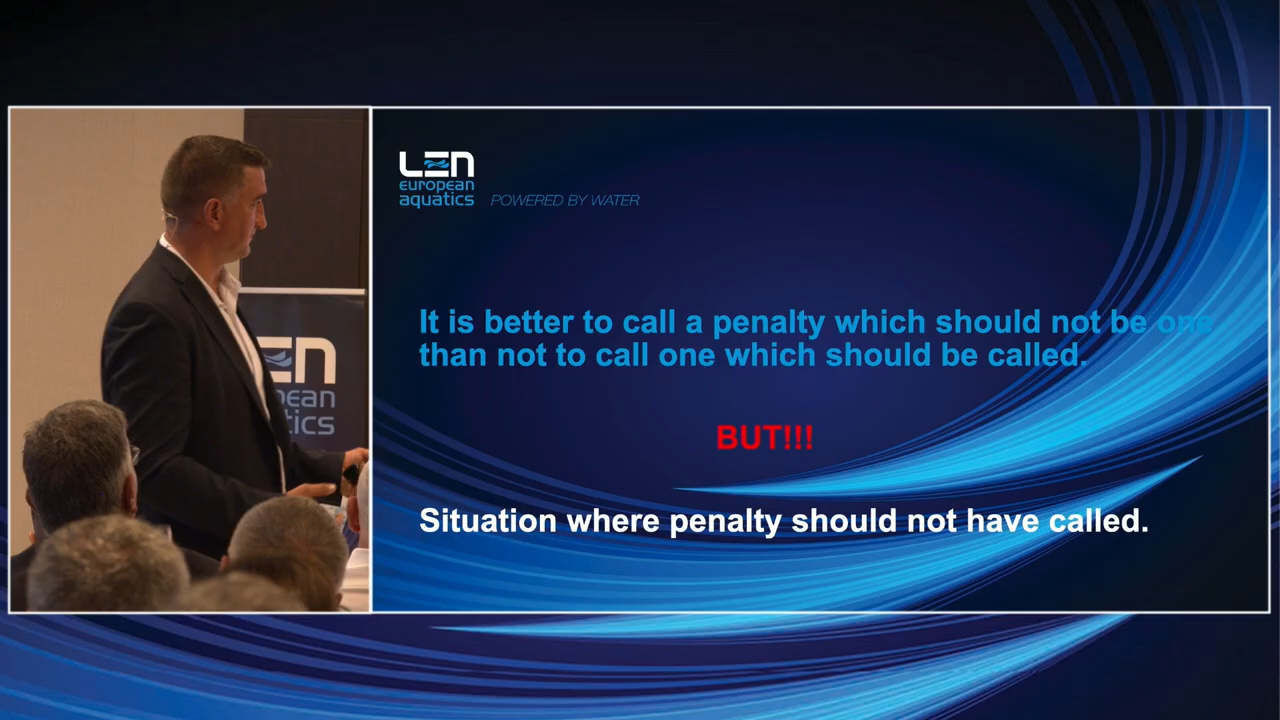 LEN
european
aquatics
POWERED BY WATER
It is better to call a penalty which should not be one
than not to call one which should be called.
BUT!!!
Situation where penalty should not have called.